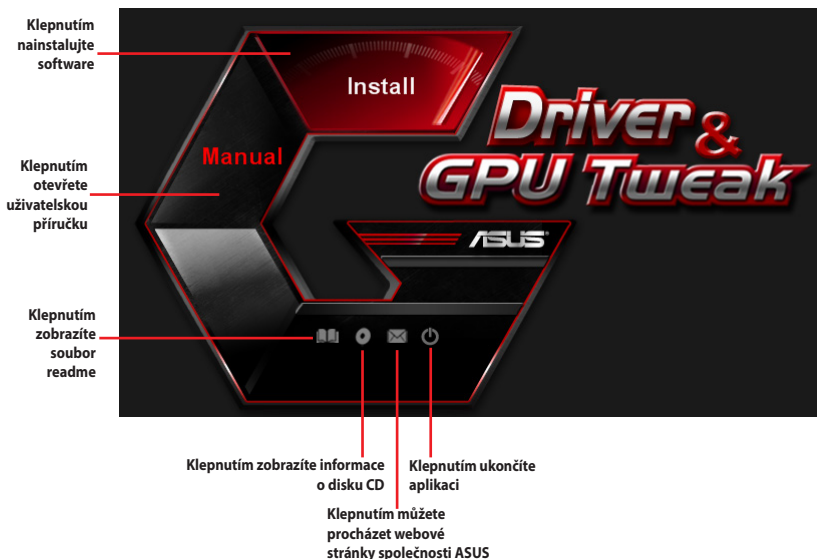 Klepnutím
nainstalujte
software
Install
Driver &
GPU Tweak
Manual
Klepnutím
otevřete
uživatelskou
příručku
ASUS
Klepnutím
zobrazíte
soubor
readme
Klepnutím zobrazíte informace
o disku CD
Klepnutím ukončíte
aplikaci
Klepnutím můžete
procházet webové
stránky společnosti ASUS